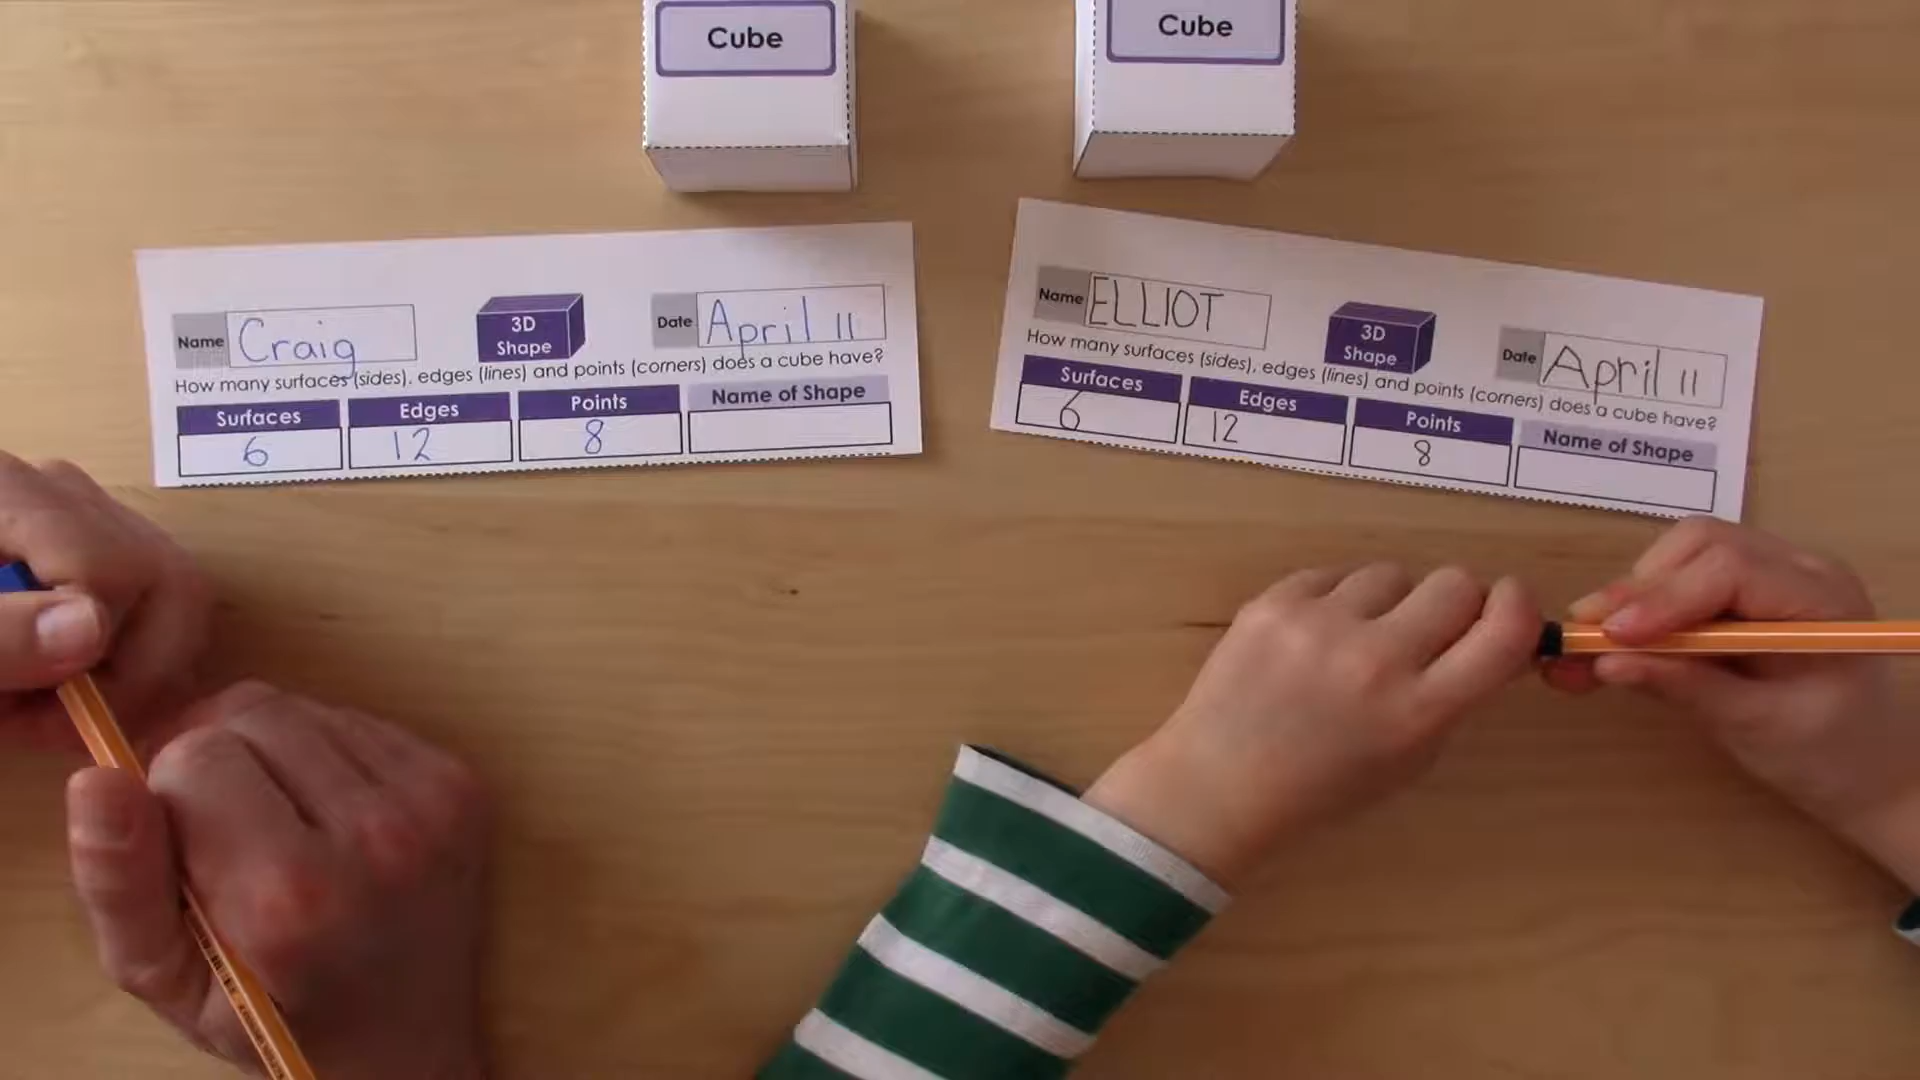 Cube
Cube
Name Craig
3D
Shape
Date April 11
How many surfaces (sides), edges (lines) and points (corners) does a cube have?
Surfaces Edges Points Name of Shape
6 12 8
Name ELLIOT
3D
Shape
Date April 11
How many surfaces (sides), edges (lines) and points (corners) does a cube have?
Surfaces Edges Points Name of Shape
6 12 8